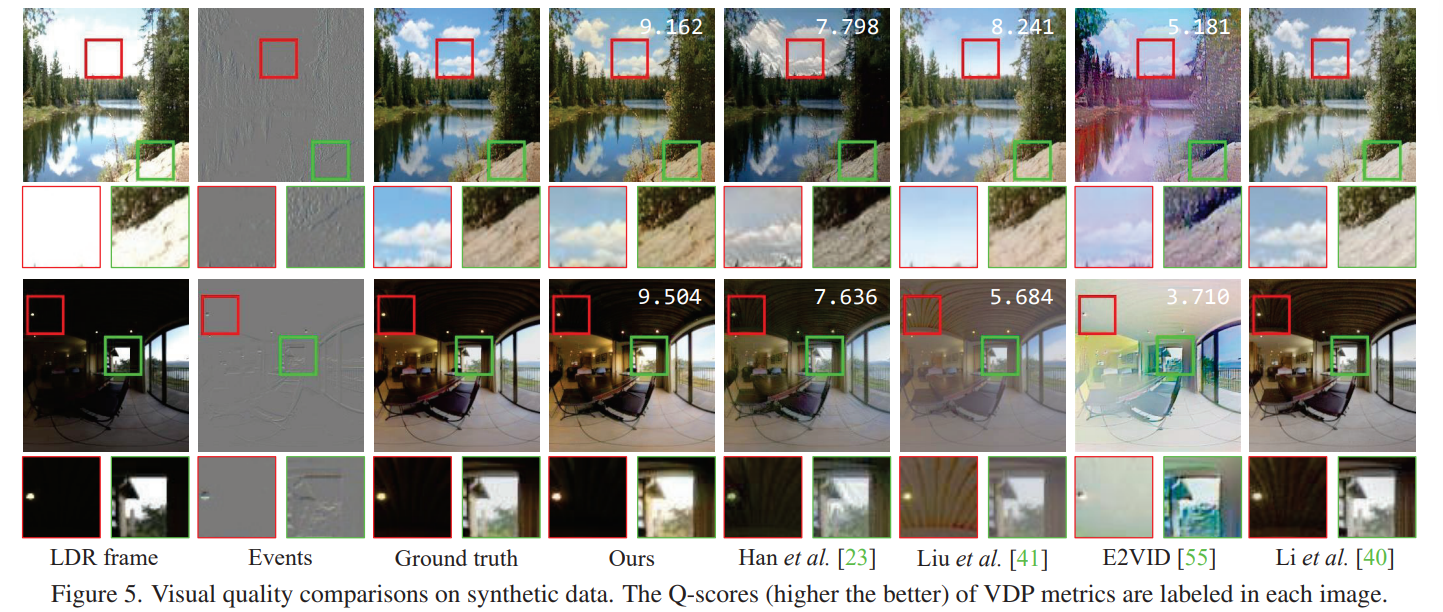 9.162 7.798 8.241 5.181
9.504 7.636 5.684 3.710
LDR frame Events Ground truth Ours Han et al. [23] Liu et al. [41] E2VID [55] Li et al. [40]
Figure 5. Visual quality comparisons on synthetic data. The Q-scores (higher the better) of VDP metrics are labeled in each image.